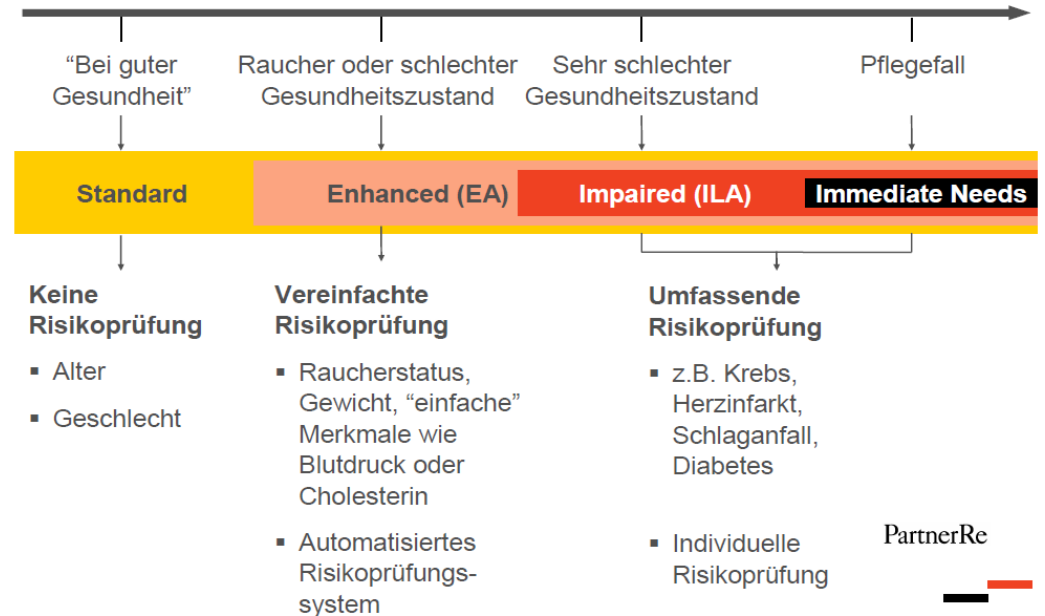 “Bei guter
Gesundheit”
Raucher oder schlechter
Gesundheitszustand
Sehr schlechter
Gesundheitszustand
Pflegefall
Standard
Enhanced (EA)
Impaired (ILA)
Immediate Needs
Keine
Risikoprüfung
▪ Alter
▪ Geschlecht
Vereinfachte
Risikoprüfung
▪ Raucherstatus,
Gewicht, “einfache”
Merkmale wie
Blutdruck oder
Cholesterin
▪ Automatisiertes
Risikoprüfungs-
system
Umfassende
Risikoprüfung
▪ z.B. Krebs,
Herzinfarkt,
Schlaganfall,
Diabetes
▪ Individuelle
Risikoprüfung
PartnerRe